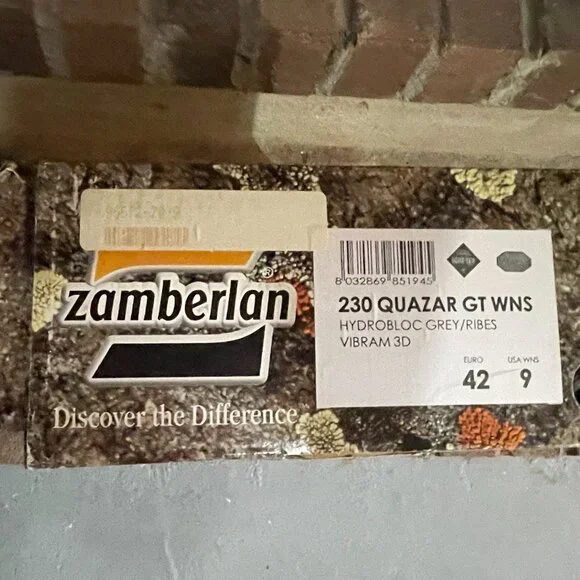 zamberlan®
Discover the Difference
8 032869 851945
230 QUAZAR GT WNS
HYDROBLOC GREY/RIBES
VIBRAM 3D
EURO USA WNS
42 9